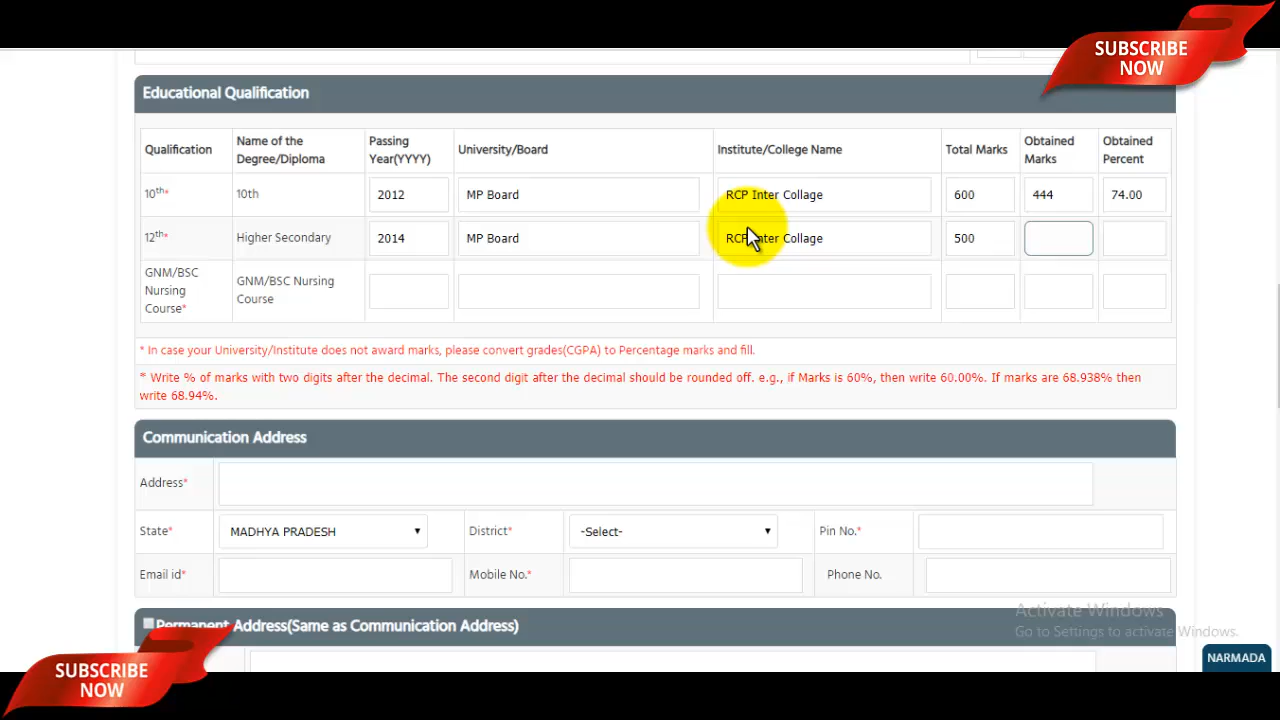 SUBSCRIBE
NOW
Educational Qualification
Qualification
Name of the
Degree/Diploma
Passing
Year(YYYY)
University/Board
Institute/College Name
Total Marks
Obtained
Marks
Obtained
Percent
10th*
10th
2012
MP Board
RCP Inter Collage
600
444
74.00
12th*
Higher Secondary
2014
MP Board
RCP Inter Collage
500
GNM/BSC
Nursing
Course*
GNM/BSC Nursing
Course
* In case your University/Institute does not award marks, please convert grades(CGPA) to Percentage marks and fill.
* Write % of marks with two digits after the decimal. The second digit after the decimal should be rounded off. e.g., if Marks is 60%, then write 60.00%. If marks are 68.938% then
write 68.94%.
Communication Address
Address*
State*
MADHYA PRADESH
District*
-Select-
Pin No.*
Email id*
Mobile No.*
Phone No.
Activate Windows
Go to Settings to activate Windows.
Permanent Address(Same as Communication Address)
NARMADA
SUBSCRIBE
NOW